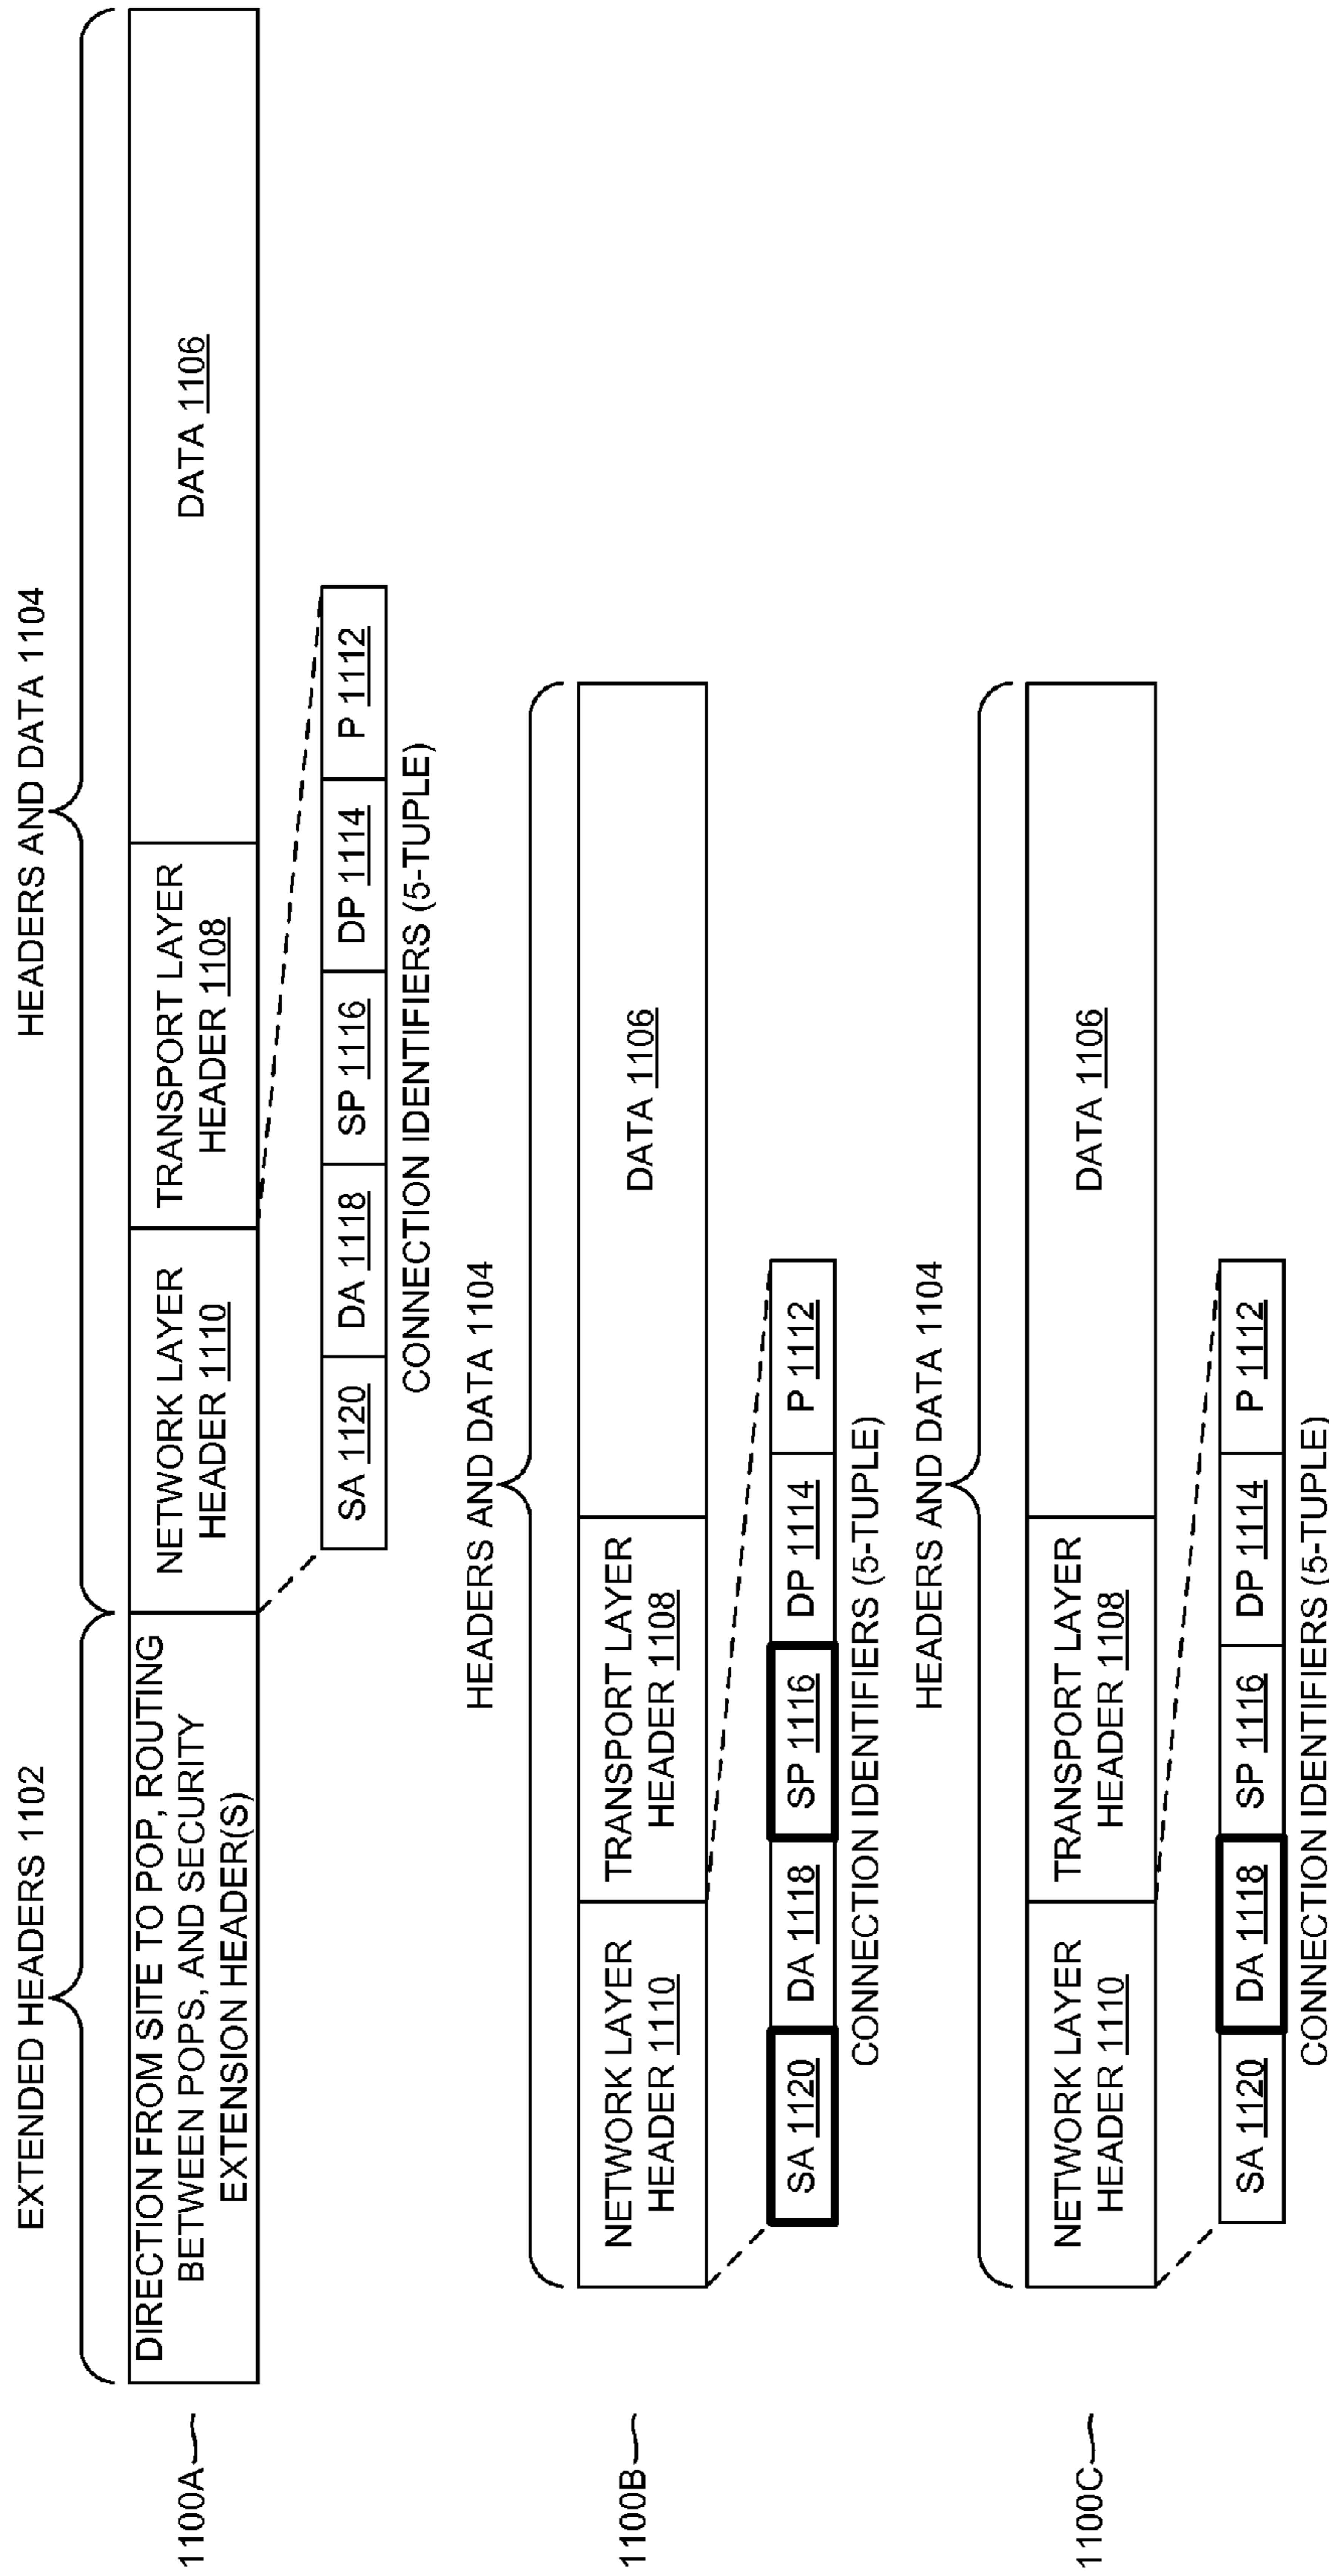 EXTENDED HEADERS 1102
HEADERS AND DATA 1104
1100A
DIRECTION FROM SITE TO POP, ROUTING
BETWEEN POPS, AND SECURITY
EXTENSION HEADER(S)
NETWORK LAYER
HEADER 1110
TRANSPORT LAYER
HEADER 1108
DATA 1106
SA 1120
DA 1118
SP 1116
DP 1114
P 1112
CONNECTION IDENTIFIERS (5-TUPLE)
HEADERS AND DATA 1104
1100B
NETWORK LAYER
HEADER 1110
TRANSPORT LAYER
HEADER 1108
DATA 1106
SA 1120
DA 1118
SP 1116
DP 1114
P 1112
CONNECTION IDENTIFIERS (5-TUPLE)
HEADERS AND DATA 1104
1100C
NETWORK LAYER
HEADER 1110
TRANSPORT LAYER
HEADER 1108
DATA 1106
SA 1120
DA 1118
SP 1116
DP 1114
P 1112
CONNECTION IDENTIFIERS (5-TUPLE)